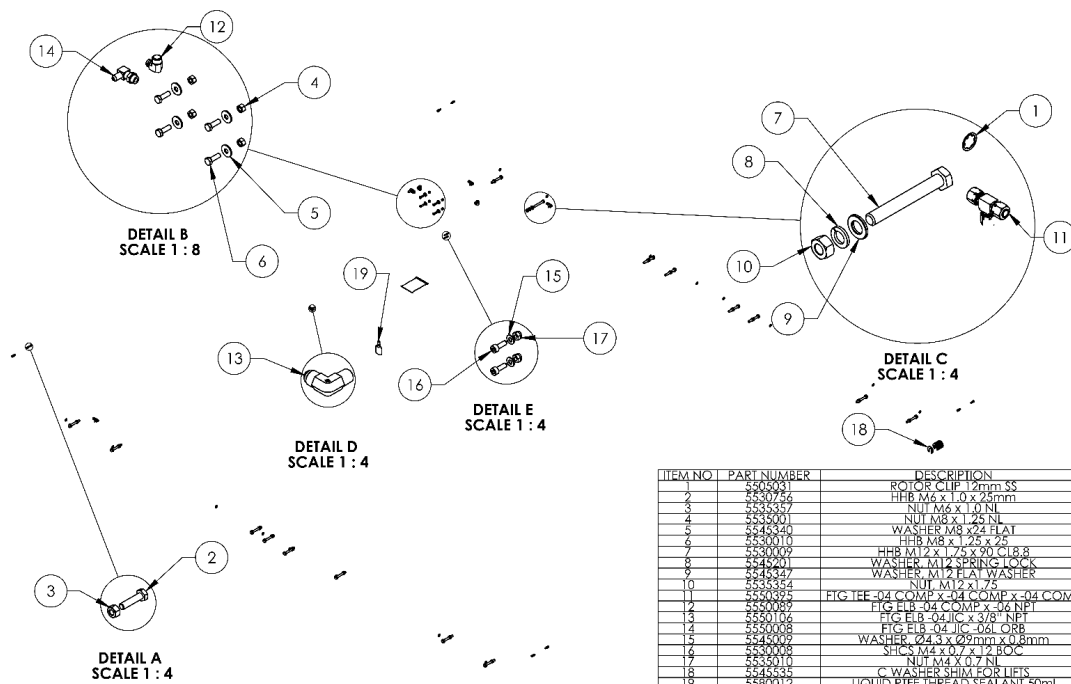 12
14
4
DETAIL B
SCALE 1 : 8
5
6
7
1
8
11
10
9
DETAIL C
SCALE 1 : 4
19
15
17
13
16
DETAIL E
SCALE 1 : 4
DETAIL D
SCALE 1 : 4
18
3
2
DETAIL A
SCALE 1 : 4
ITEM NO PART NUMBER DESCRIPTION
1 5505031 ROTOR CLIP 12mm SS
2 5530756 HHB M6 x 1.0 x 25mm
3 5535357 NUT M6 x 1.0 NL
4 5535001 NUT M8 x 1.25 NL
5 5545340 WASHER M8 x24 FLAT
6 5530010 HHB M8 x 1.25 x 25
7 5530009 HHB M12 x 1.75 x 90 CL8.8
8 5545201 WASHER, M12 SPRING LOCK
9 5545347 WASHER, M12 FLAT WASHER
10 5535354 NUT, M12 x1.75
11 5550395 FTG TEE -04 COMP x -04 COMP x -04 COM
12 5550089 FTG ELB -04 COMP x -06 NPT
13 5550106 FTG ELB -04JIC x 3/8" NPT
14 5550008 FTG ELB -04 JIC -06L ORB
15 5545009 WASHER, Ø4.3 x Ø9mm x 0.8mm
16 5530008 SHCS M4 x 0.7 x 12 BOC
17 5535010 NUT M4 X 0.7 NL
18 5545535 C WASHER SHIM FOR LIFTS
19 5580012 LIQUID PTFE THREAD SEALANT 50ml